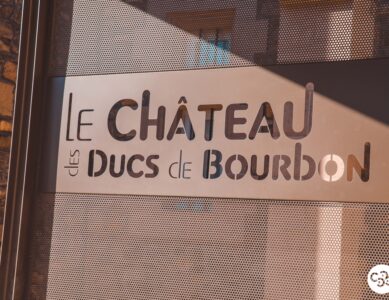 Le Château
des Ducs de Bourbon